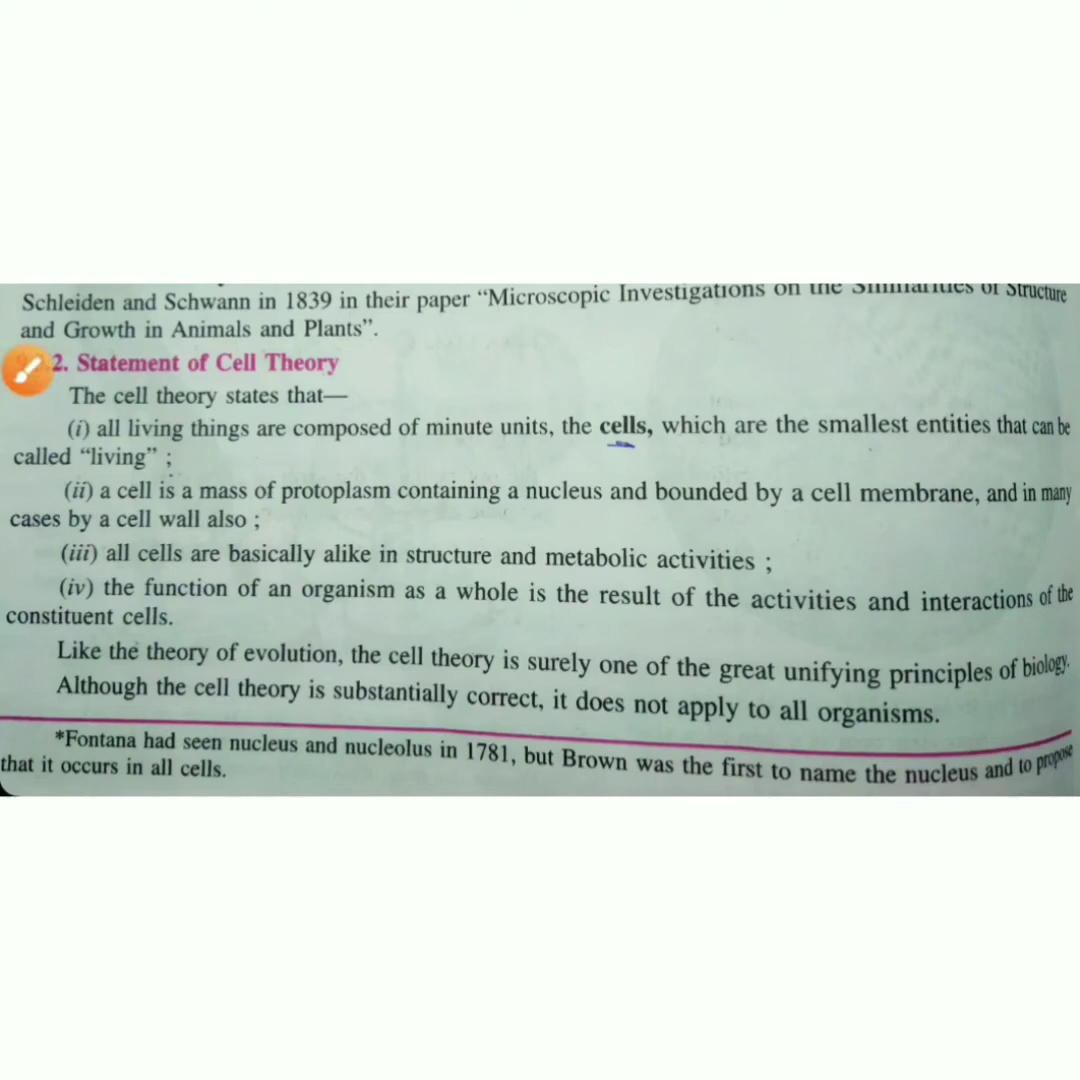 Schleiden and Schwann in 1839 in their paper “Microscopic Investigations on the Similarities of Structure
and Growth in Animals and Plants”.
2. Statement of Cell Theory
The cell theory states that—
(i) all living things are composed of minute units, the cells, which are the smallest entities that can be
called “living” ;
(ii) a cell is a mass of protoplasm containing a nucleus and bounded by a cell membrane, and in many
cases by a cell wall also ;
(iii) all cells are basically alike in structure and metabolic activities ;
(iv) the function of an organism as a whole is the result of the activities and interactions of the
constituent cells.
Like the theory of evolution, the cell theory is surely one of the great unifying principles of biology.
Although the cell theory is substantially correct, it does not apply to all organisms.
*Fontana had seen nucleus and nucleolus in 1781, but Brown was the first to name the nucleus and to propose
that it occurs in all cells.